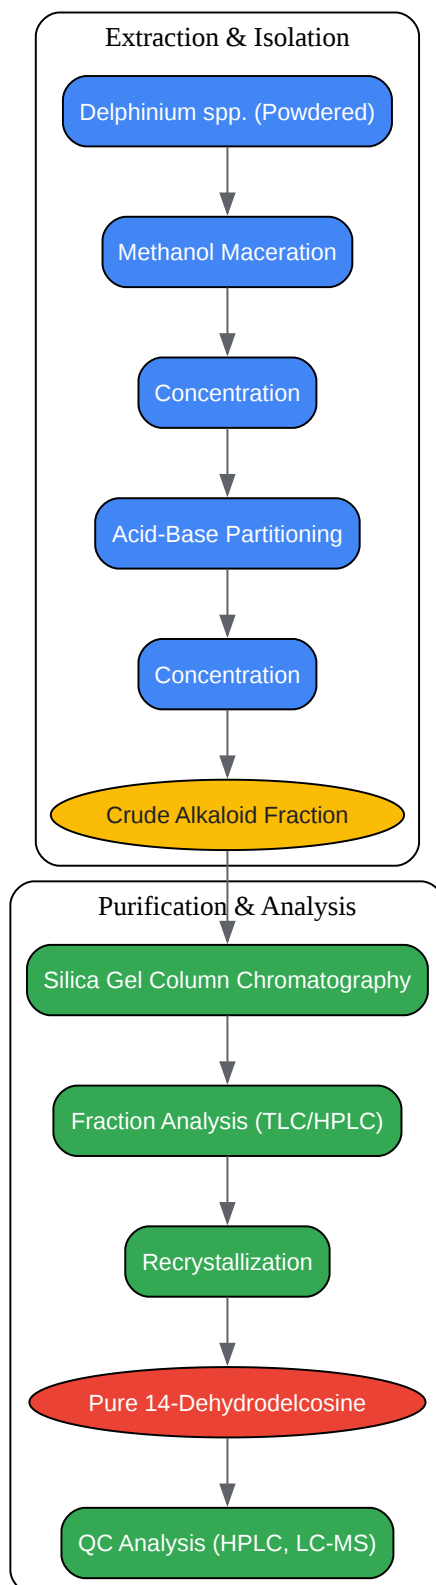 Extraction & Isolation
Delphinium spp. (Powdered)
Methanol Maceration
Concentration
Acid-Base Partitioning
Concentration
Crude Alkaloid Fraction
Purification & Analysis
Silica Gel Column Chromatography
Fraction Analysis (TLC/HPLC)
Recrystallization
Pure 14-Dehydrodelcosine
QC Analysis (HPLC, LC-MS)